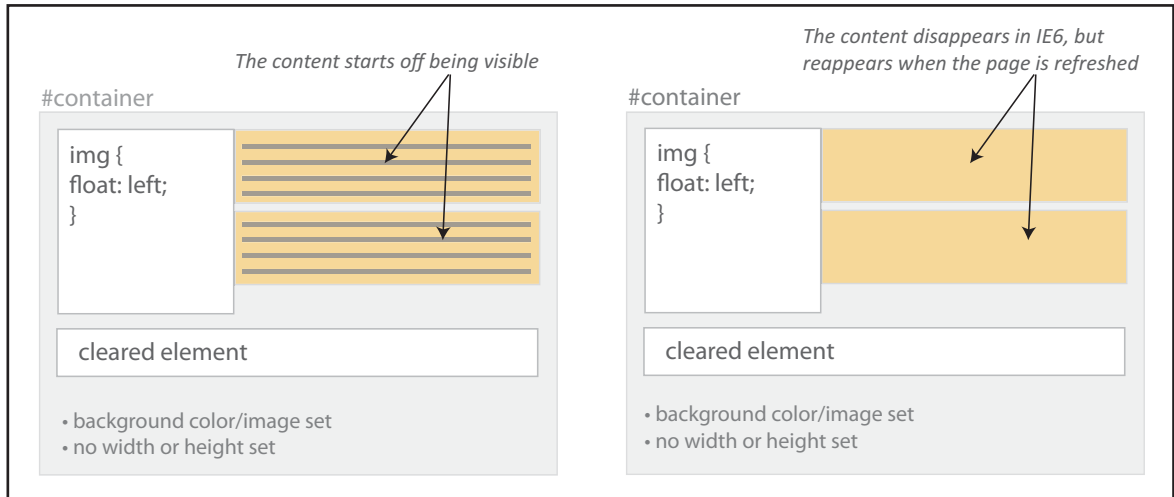 The content starts off being visible
#container
img {
float: left;
}
cleared element
• background color/image set
• no width or height set
The content disappears in IE6, but
reappears when the page is refreshed
#container
img {
float: left;
}
cleared element
• background color/image set
• no width or height set